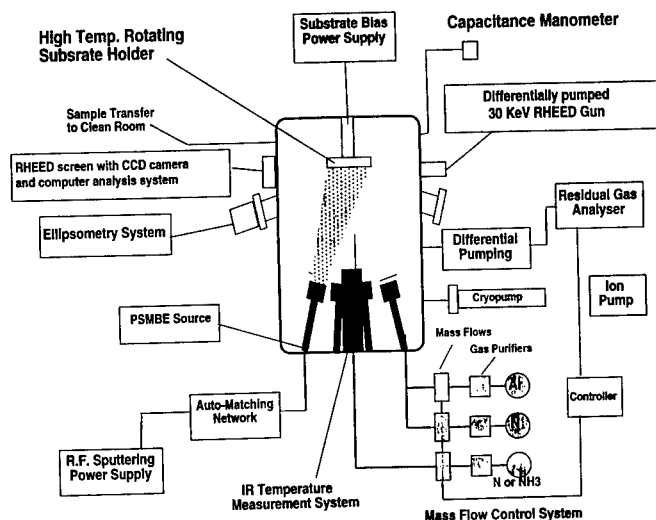 Substrate Bias
Power Supply
Capacitance Manometer
High Temp. Rotating
Subsrate Holder
Differentially pumped
30 KeV RHEED Gun
Sample Transfer
to Clean Room
RHEED screen with CCD camera
and computer analysis system
Residual Gas
Analyser
Ellipsometry System
Differential
Pumping
Ion
Pump
Cryopump
PSMBE Source
Mass Flows
Gas Purifiers
Controller
Auto-Matching
Network
R.F. Sputtering
Power Supply
IR Temperature
Measurement System
N or NH3
Mass Flow Control System